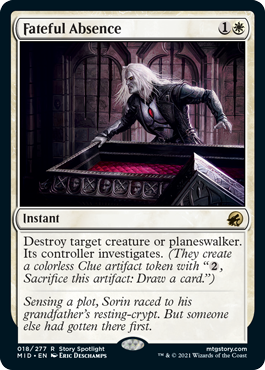 Fateful Absence 1
Instant
Destroy target creature or planeswalker.
Its controller investigates. (They create
a colorless Clue artifact token with “2,
Sacrifice this artifact: Draw a card.”)
Sensing a plot, Sorin raced to his
grandfather's resting-crypt. But someone
else had gotten there first.
018/277 R Story Spotlight mtgstory.com
MID • EN Eric Deschamps ™ & © 2021 Wizards of the Coast